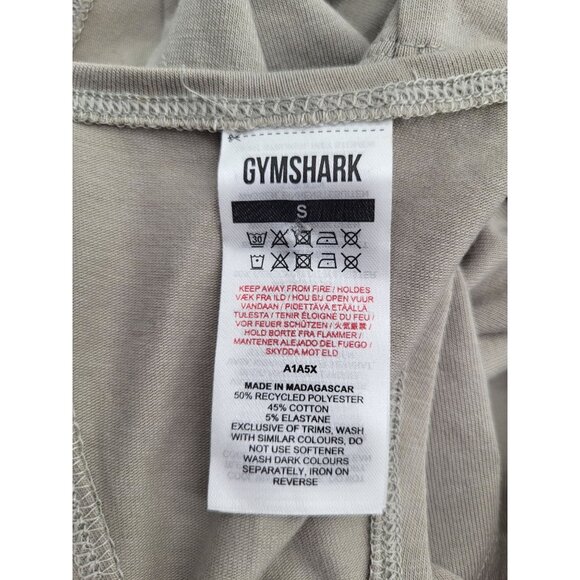 GYMSHARK
S
30
KEEP AWAY FROM FIRE / HOLDES
VÆK FRA ILD / HOU BIJ OPEN VUUR
VANDAAN / PIDETTÄVÄ ETÄÄLLÄ
TULESTA / TENIR ÉLOIGNÉ DU FEU /
VOR FEUER SCHÜTZEN / 火気厳禁 /
HOLD BORTE FRA FLAMMER /
MANTENER ALEJADO DEL FUEGO /
SKYDDA MOT ELD
A1A5X
MADE IN MADAGASCAR
50% RECYCLED POLYESTER
45% COTTON
5% ELASTANE
EXCLUSIVE OF TRIMS, WASH
WITH SIMILAR COLOURS, DO
NOT USE SOFTENER
WASH DARK COLOURS
SEPARATELY, IRON ON
REVERSE